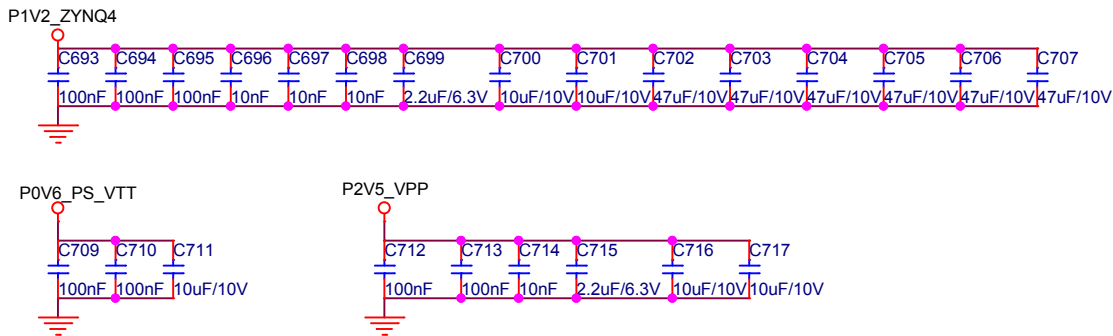 P1V2_ZYNQ4
C693 C694 C695 C696 C697 C698 C699 C700 C701 C702 C703 C704 C705 C706 C707
100nF 100nF 100nF 10nF 10nF 10nF 2.2uF/6.3V 10uF/10V 10uF/10V 47uF/10V 47uF/10V 47uF/10V 47uF/10V 47uF/10V 47uF/10V
P0V6_PS_VTT
C709 C710 C711
100nF 100nF 10uF/10V
P2V5_VPP
C712 C713 C714 C715 C716 C717
100nF 100nF 10nF 2.2uF/6.3V 10uF/10V 10uF/10V